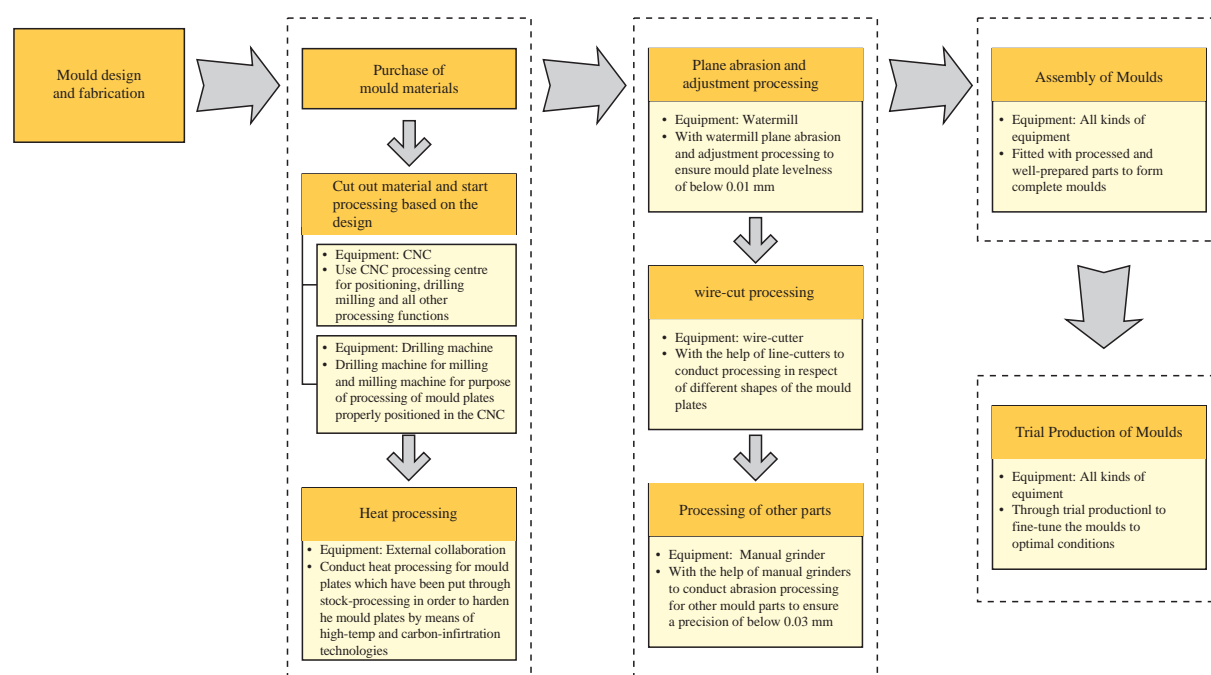 Mould design
and fabrication
Purchase of
mould materials
Cut out material and start
processing based on the
design
• Equipment: CNC
• Use CNC processing centre
for positioning, drilling
milling and all other
processing functions
• Equipment: Drilling machine
• Drilling machine for milling
and milling machine for purpose
of processing of mould plates
properly positioned in the CNC
Heat processing
• Equipment: External collaboration
• Conduct heat processing for mould
plates which have been put through
stock-processing in order to harden
he mould plates by means of
high-temp and carbon-infirtration
technologies
Plane abrasion and
adjustment processing
• Equipment: Watermill
• With watermill plane abrasion
and adjustment processing to
ensure mould plate levelness
of below 0.01 mm
wire-cut processing
• Equipment: wire-cutter
• With the help of line-cutters to
conduct processing in respect
of different shapes of the mould
plates
Processing of other parts
• Equipment: Manual grinder
• With the help of manual grinders
to conduct abrasion processing
for other mould parts to ensure
a precision of below 0.03 mm
Assembly of Moulds
• Equipment: All kinds of
equipment
• Fitted with processed and
well-prepared parts to form
complete moulds
Trial Production of Moulds
• Equipment: All kinds of
equiment
• Through trial productionl to
fine-tune the moulds to
optimal conditions